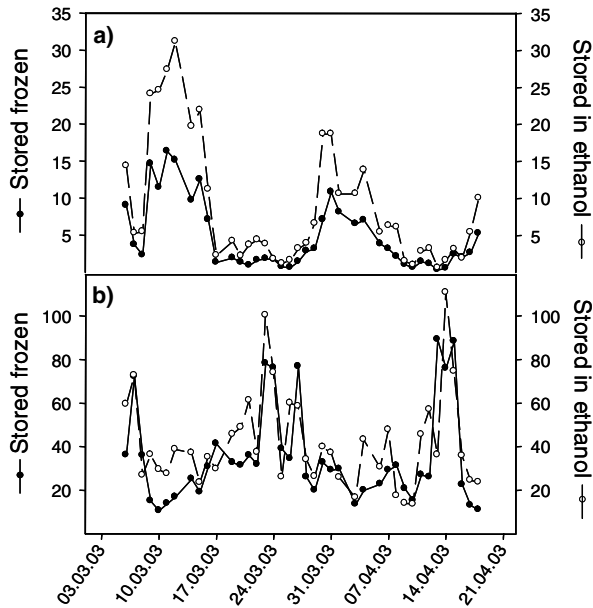 a)
35 35
30 30
25 25
20 20
15 15
10 10
5 5
Stored frozen
Stored in ethanol
b)
100 100
80 80
60 60
40 40
20 20
Stored frozen
Stored in ethanol
03.03.03 10.03.03 17.03.03 24.03.03 31.03.03 07.04.03 14.04.03 21.04.03